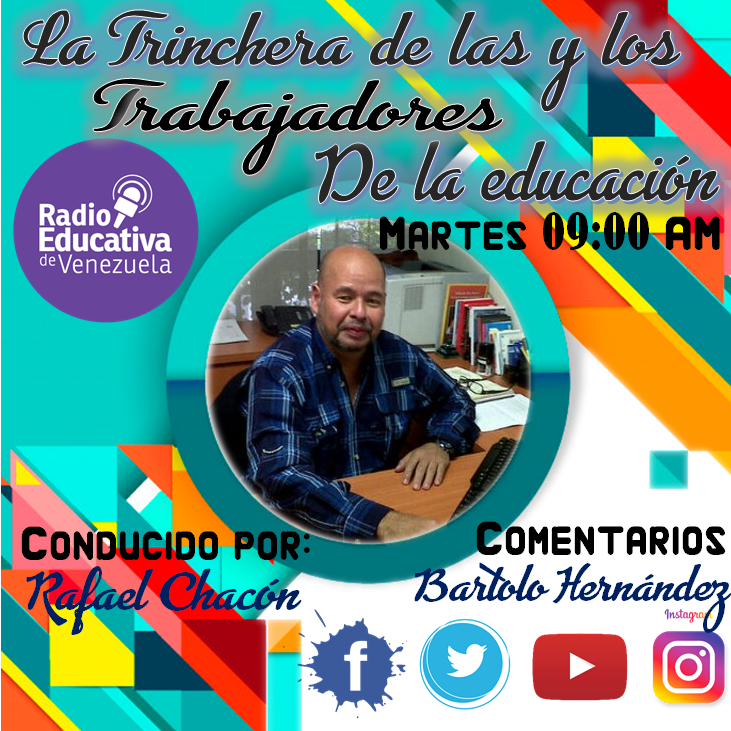 La Trinchera de las y los
Trabajadores
De la educación
Martes 09:00 AM
Radio
Educativa
de Venezuela
Conducido por:
Rafael Chacón
Comentarios
Bartolo Hernández
Instagram